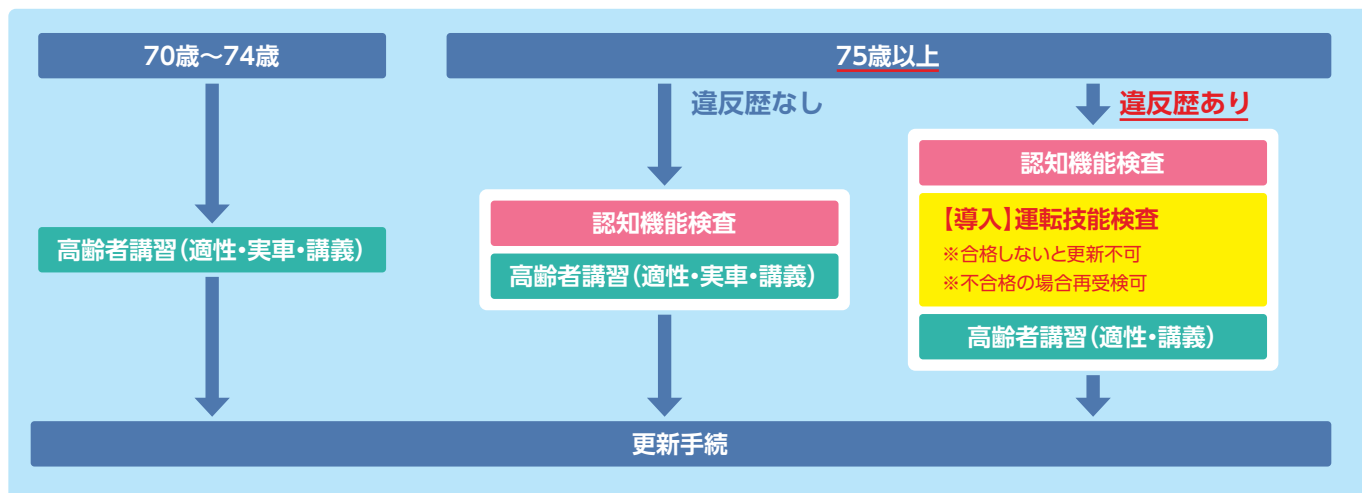 70歳～74歳
高齢者講習（適性・実車・講義）
75歳以上
違反歴なし
認知機能検査
高齢者講習（適性・実車・講義）
違反歴あり
認知機能検査
【導入】運転技能検査
※合格しないと更新不可
※不合格の場合再受検可
高齢者講習（適性・講義）
更新手続